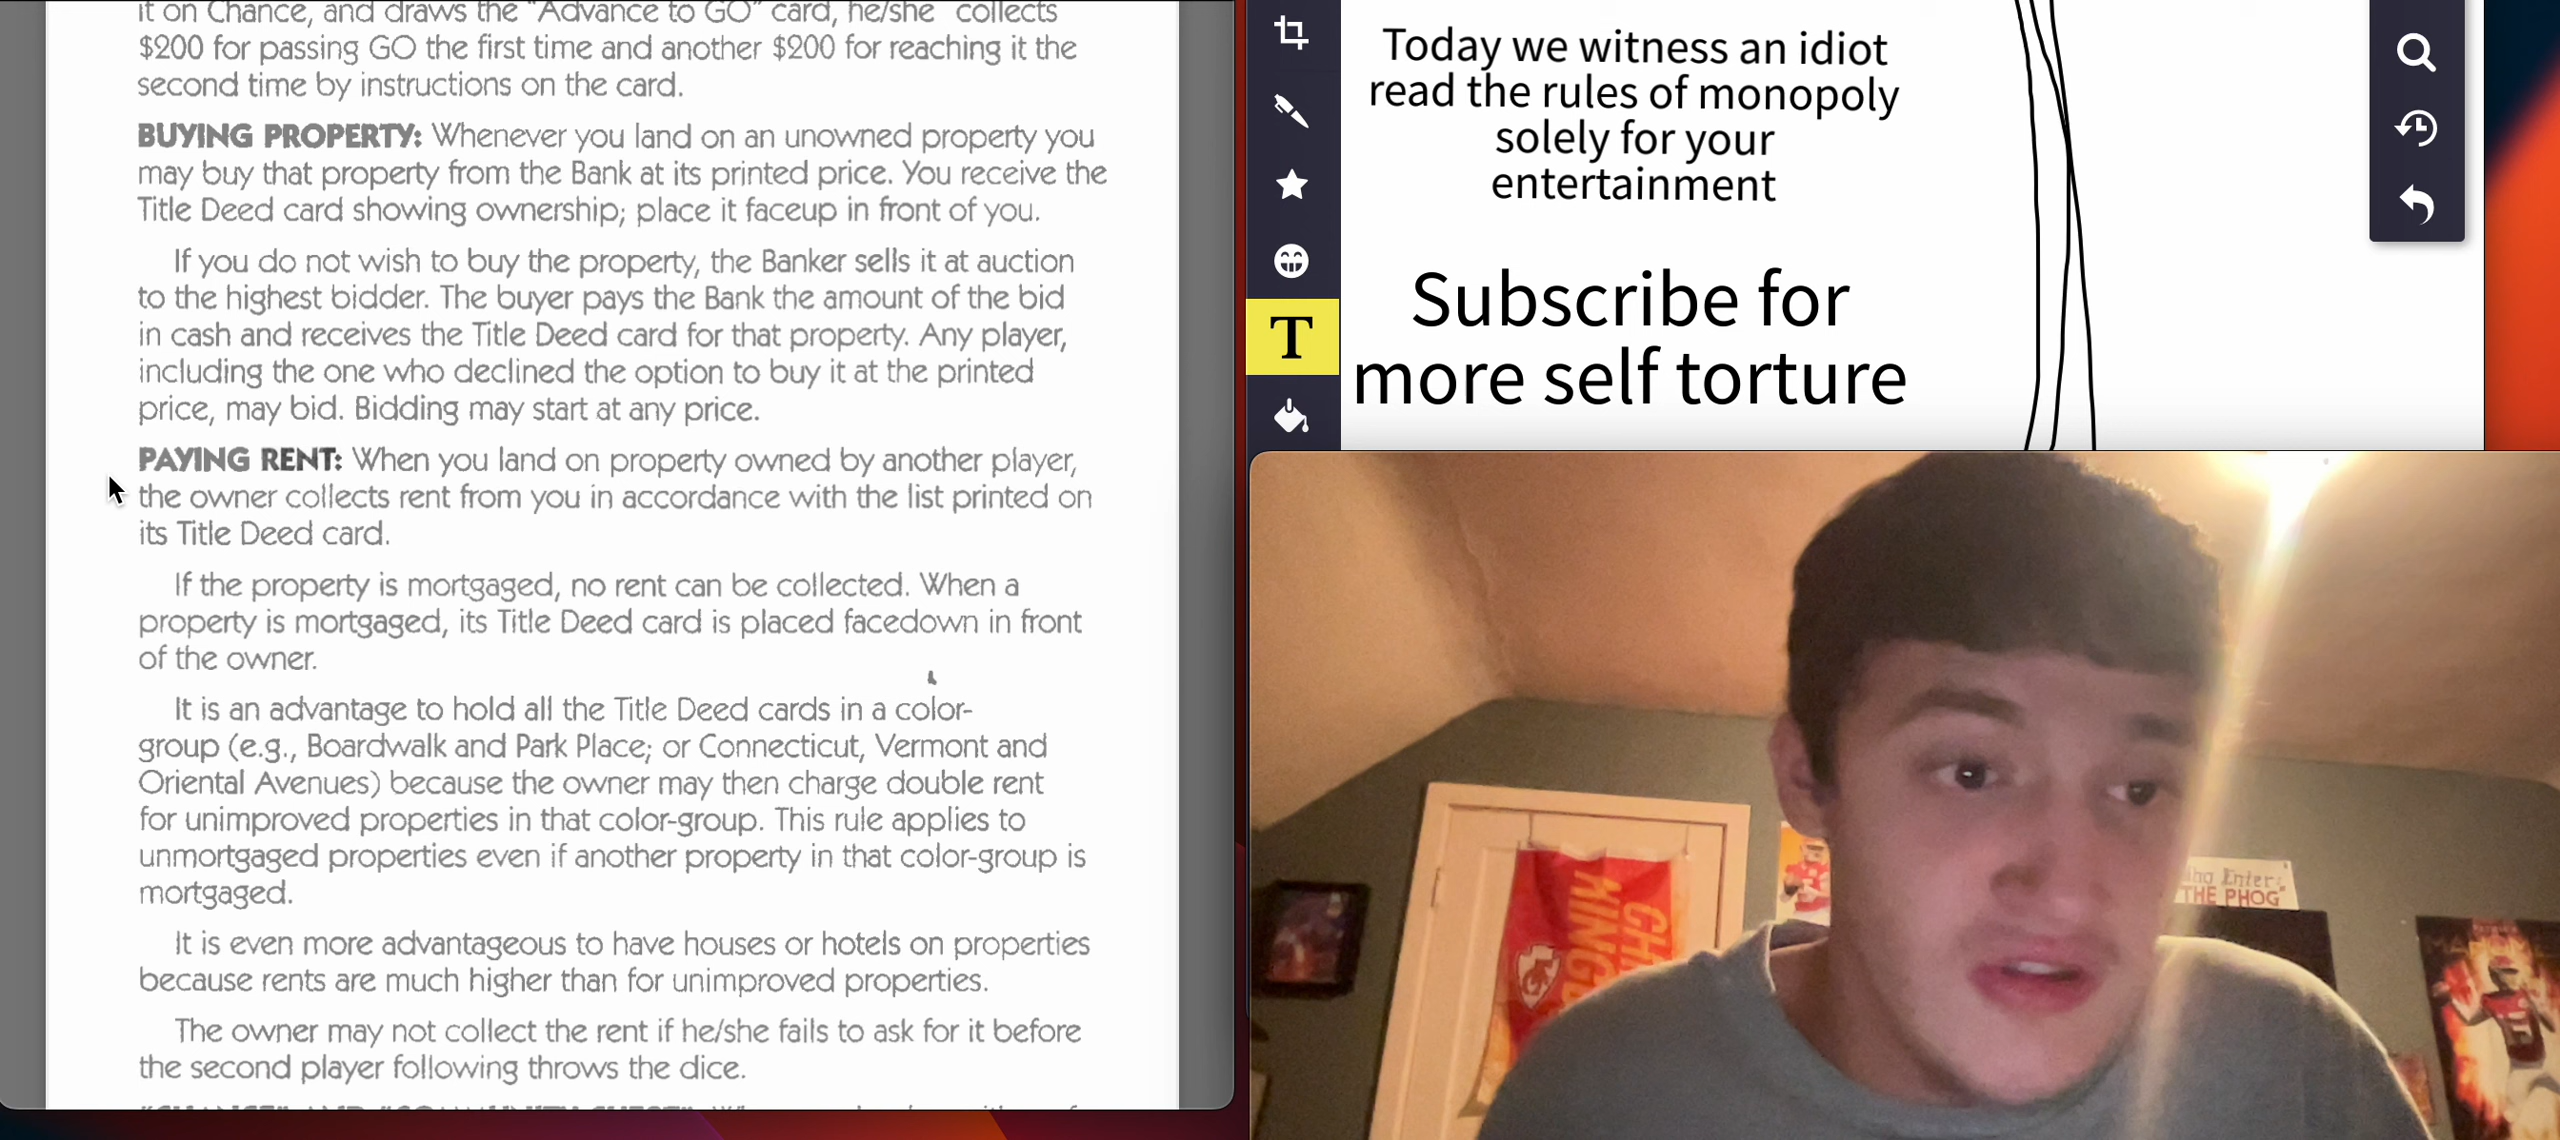 it on Chance, and draws the "Advance to GO" card, he/she collects
$200 for passing GO the first time and another $200 for reaching it the
second time by instructions on the card.
BUYING PROPERTY: Whenever you land on an unowned property you
may buy that property from the Bank at its printed price. You receive the
Title Deed card showing ownership; place it faceup in front of you.
If you do not wish to buy the property, the Banker sells it at auction
to the highest bidder. The buyer pays the Bank the amount of the bid
in cash and receives the Title Deed card for that property. Any player,
including the one who declined the option to buy it at the printed
price, may bid. Bidding may start at any price.
PAYING RENT: When you land on property owned by another player,
the owner collects rent from you in accordance with the list printed on
its Title Deed card.
If the property is mortgaged, no rent can be collected. When a
property is mortgaged, its Title Deed card is placed facedown in front
of the owner.
It is an advantage to hold all the Title Deed cards in a color-
group (e.g., Boardwalk and Park Place; or Connecticut, Vermont and
Oriental Avenues) because the owner may then charge double rent
for unimproved properties in that color-group. This rule applies to
unmortgaged properties even if another property in that color-group is
mortgaged.
It is even more advantageous to have houses or hotels on properties
because rents are much higher than for unimproved properties.
The owner may not collect the rent if he/she fails to ask for it before
the second player following throws the dice.
Today we witness an idiot
read the rules of monopoly
solely for your
entertainment
Subscribe for
more self torture
T
KC
Enter:
THE PHOG"